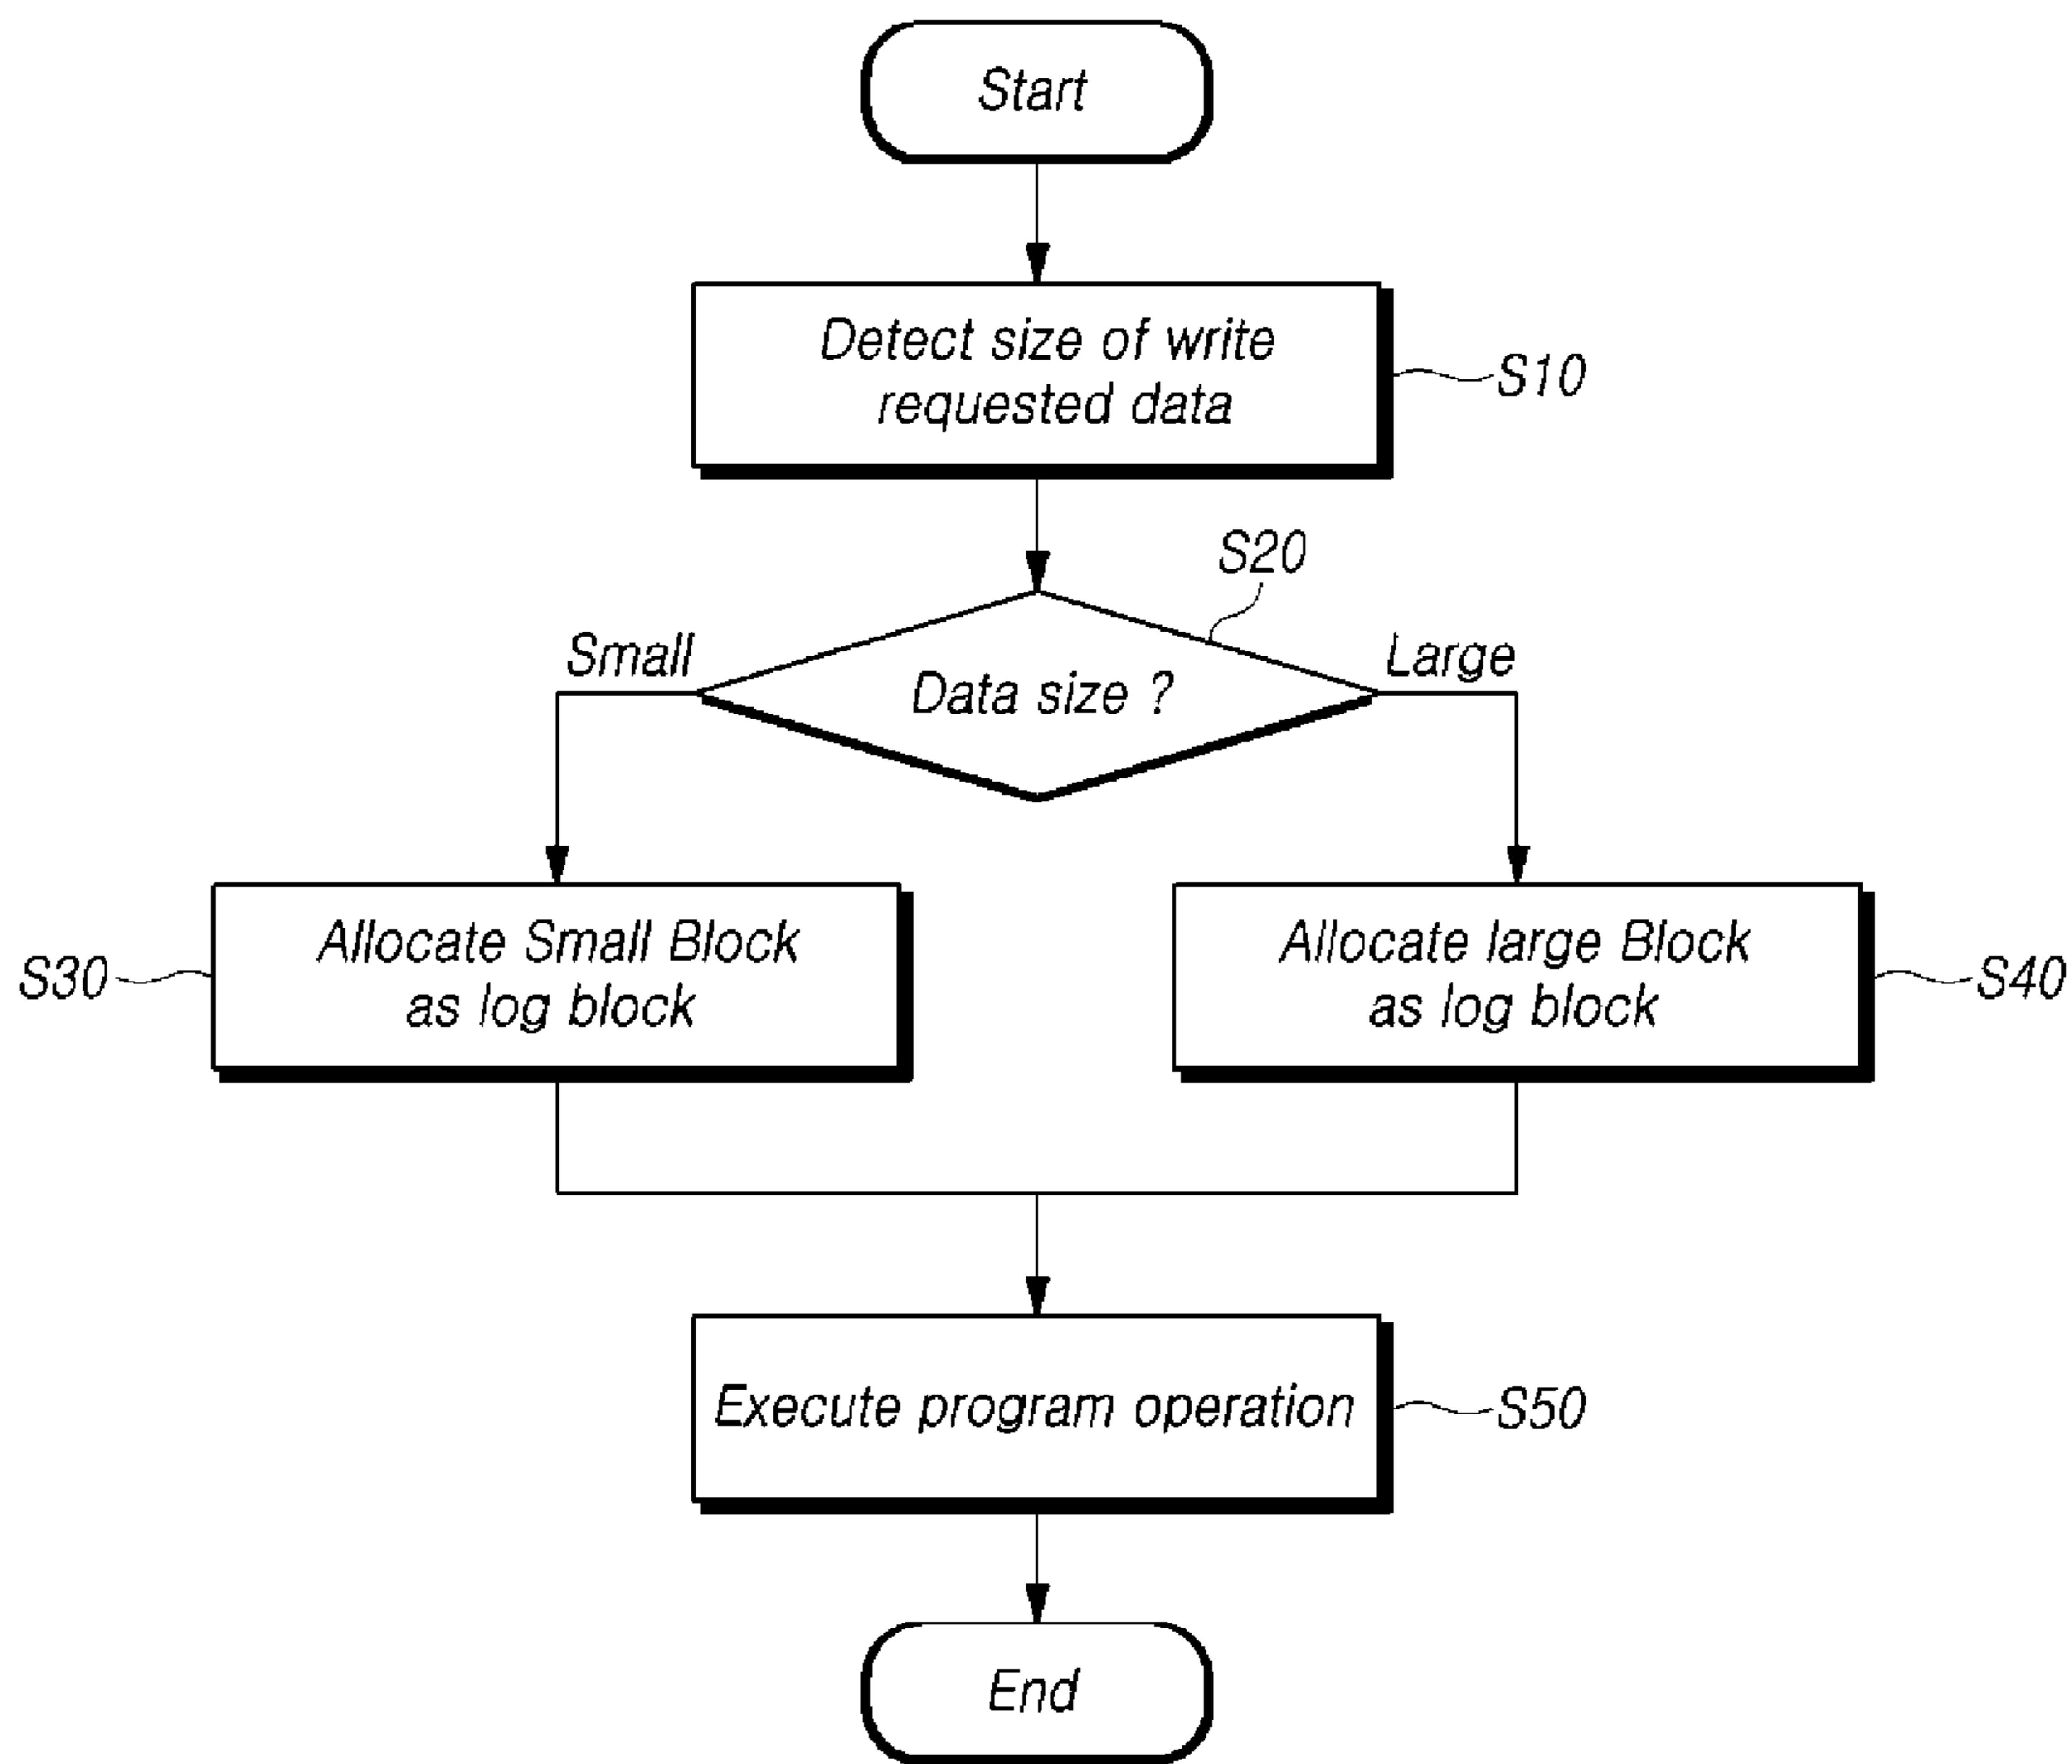 Start
Detect size of write
requested data
S10
S20
Small
Large
Data size ?
Allocate Small Block
as log block
S30
Allocate large Block
as log block
S40
Execute program operation
S50
End